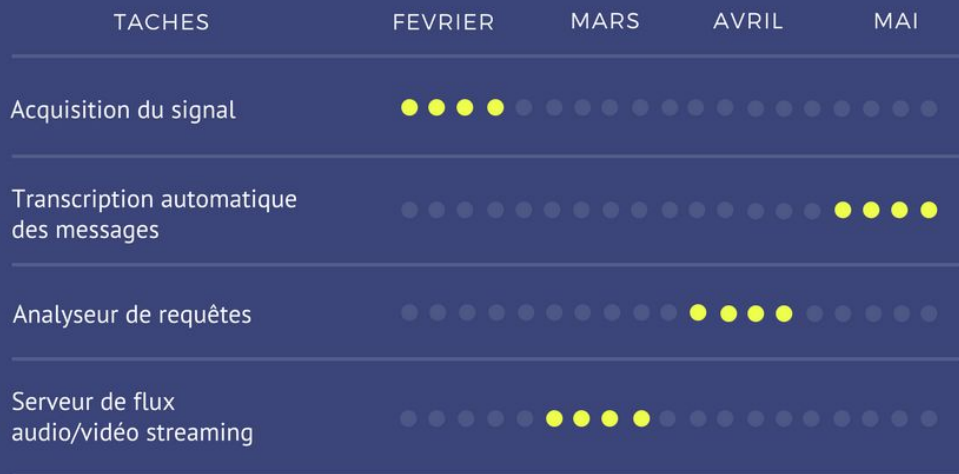 TACHES FEVRIER MARS AVRIL MAI
Acquisition du signal
Transcription automatique
des messages
Analyseur de requêtes
Serveur de flux
audio/vidéo streaming